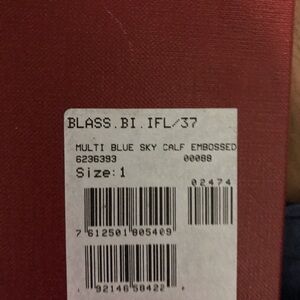 BLASS.BI.IFL/37
MULTI BLUE SKY CALF EMBOSSED
6236393 00088
Size:1
02474
7 612501 805409
92146 58422